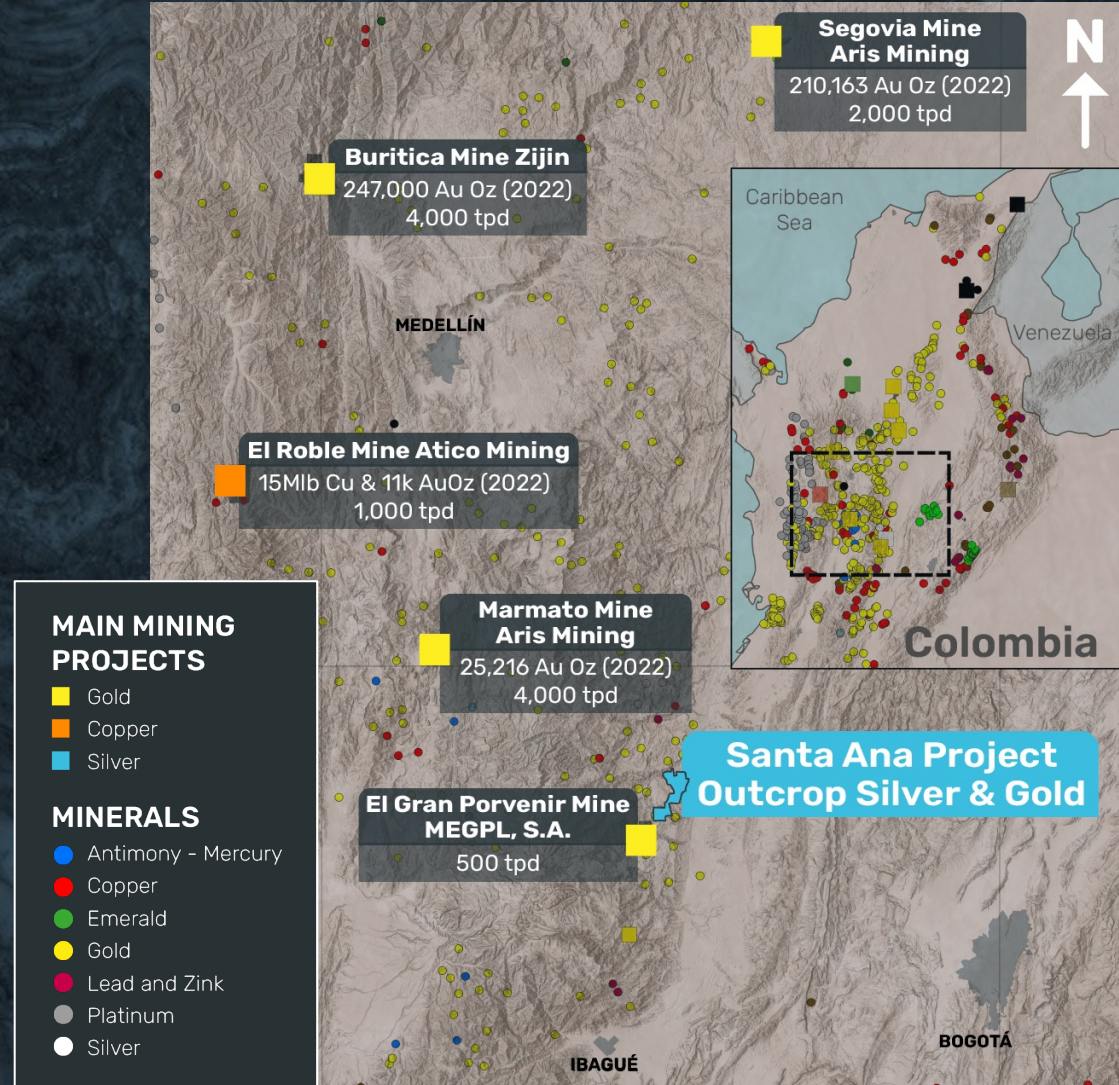 Segovia Mine
Aris Mining
210,163 Au Oz (2022)
2,000 tpd
N
Buritica Mine Zijin
247,000 Au Oz (2022)
4,000 tpd
Caribbean
Sea
Venezuela
Colombia
MEDELLÍN
El Roble Mine Atico Mining
15Mlb Cu & 11k AuOz (2022)
1,000 tpd
Marmato Mine
Aris Mining
25,216 Au Oz (2022)
4,000 tpd
Santa Ana Project
Outcrop Silver & Gold
El Gran Porvenir Mine
MEGPL, S.A.
500 tpd
BOGOTÁ
IBAGUÉ
MAIN MINING
PROJECTS
Gold
Copper
Silver
MINERALS
Antimony - Mercury
Copper
Emerald
Gold
Lead and Zink
Platinum
Silver